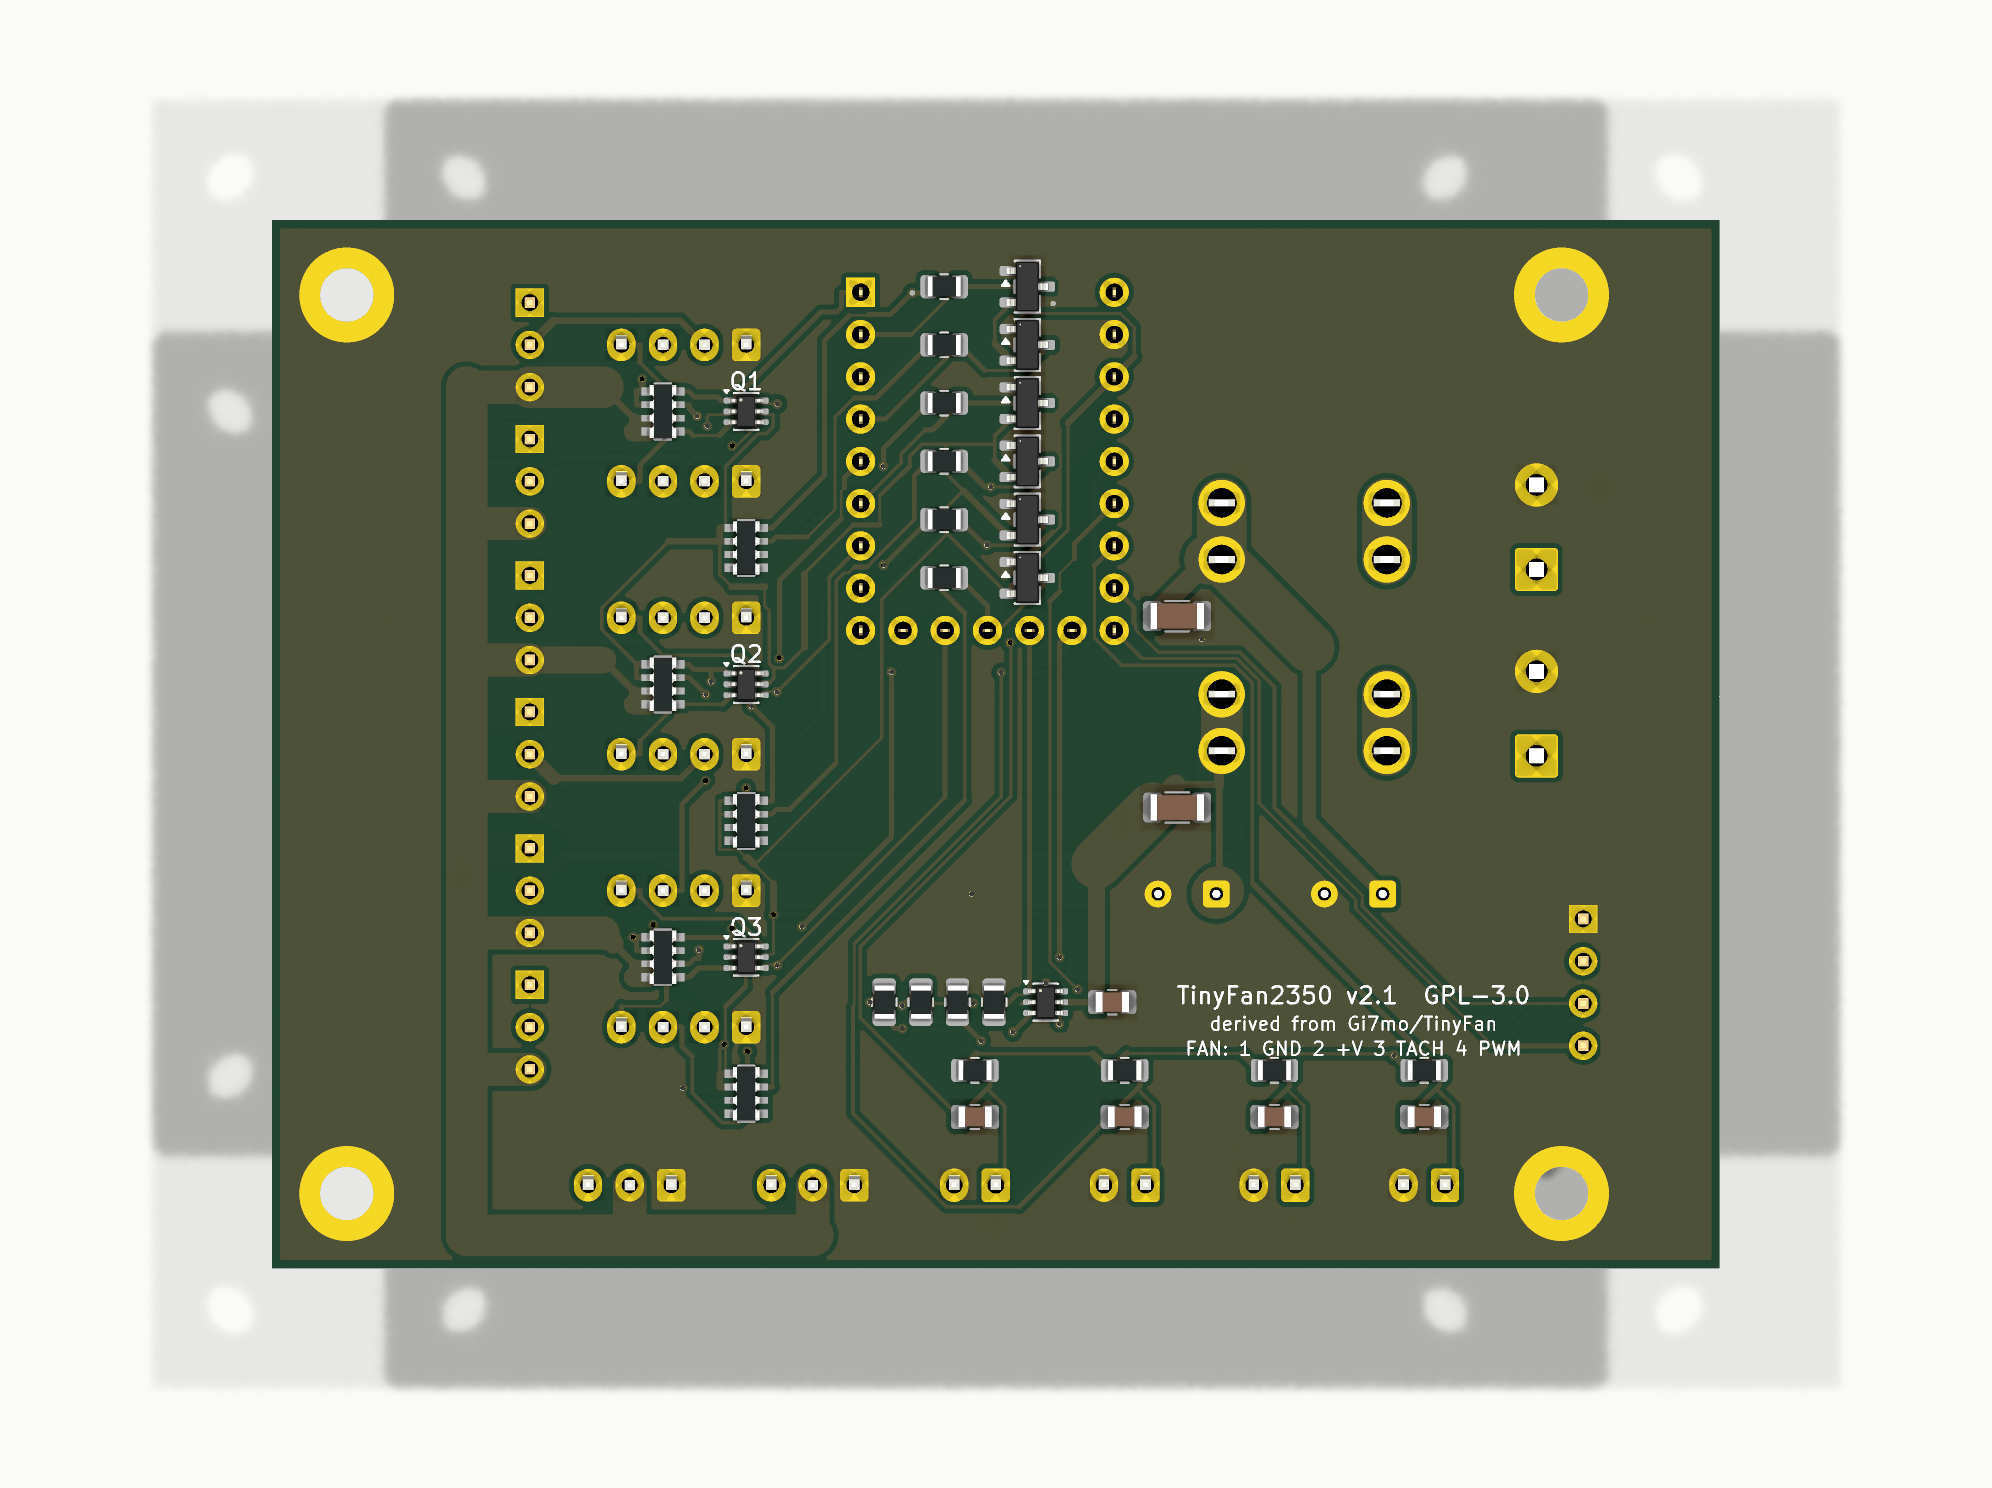 Q1
Q2
Q3
TinyFan2350 v2.1 GPL-3.0
derived from Gi7mo/TinyFan
FAN: 1 GND 2 +V 3 TACH 4 PWM